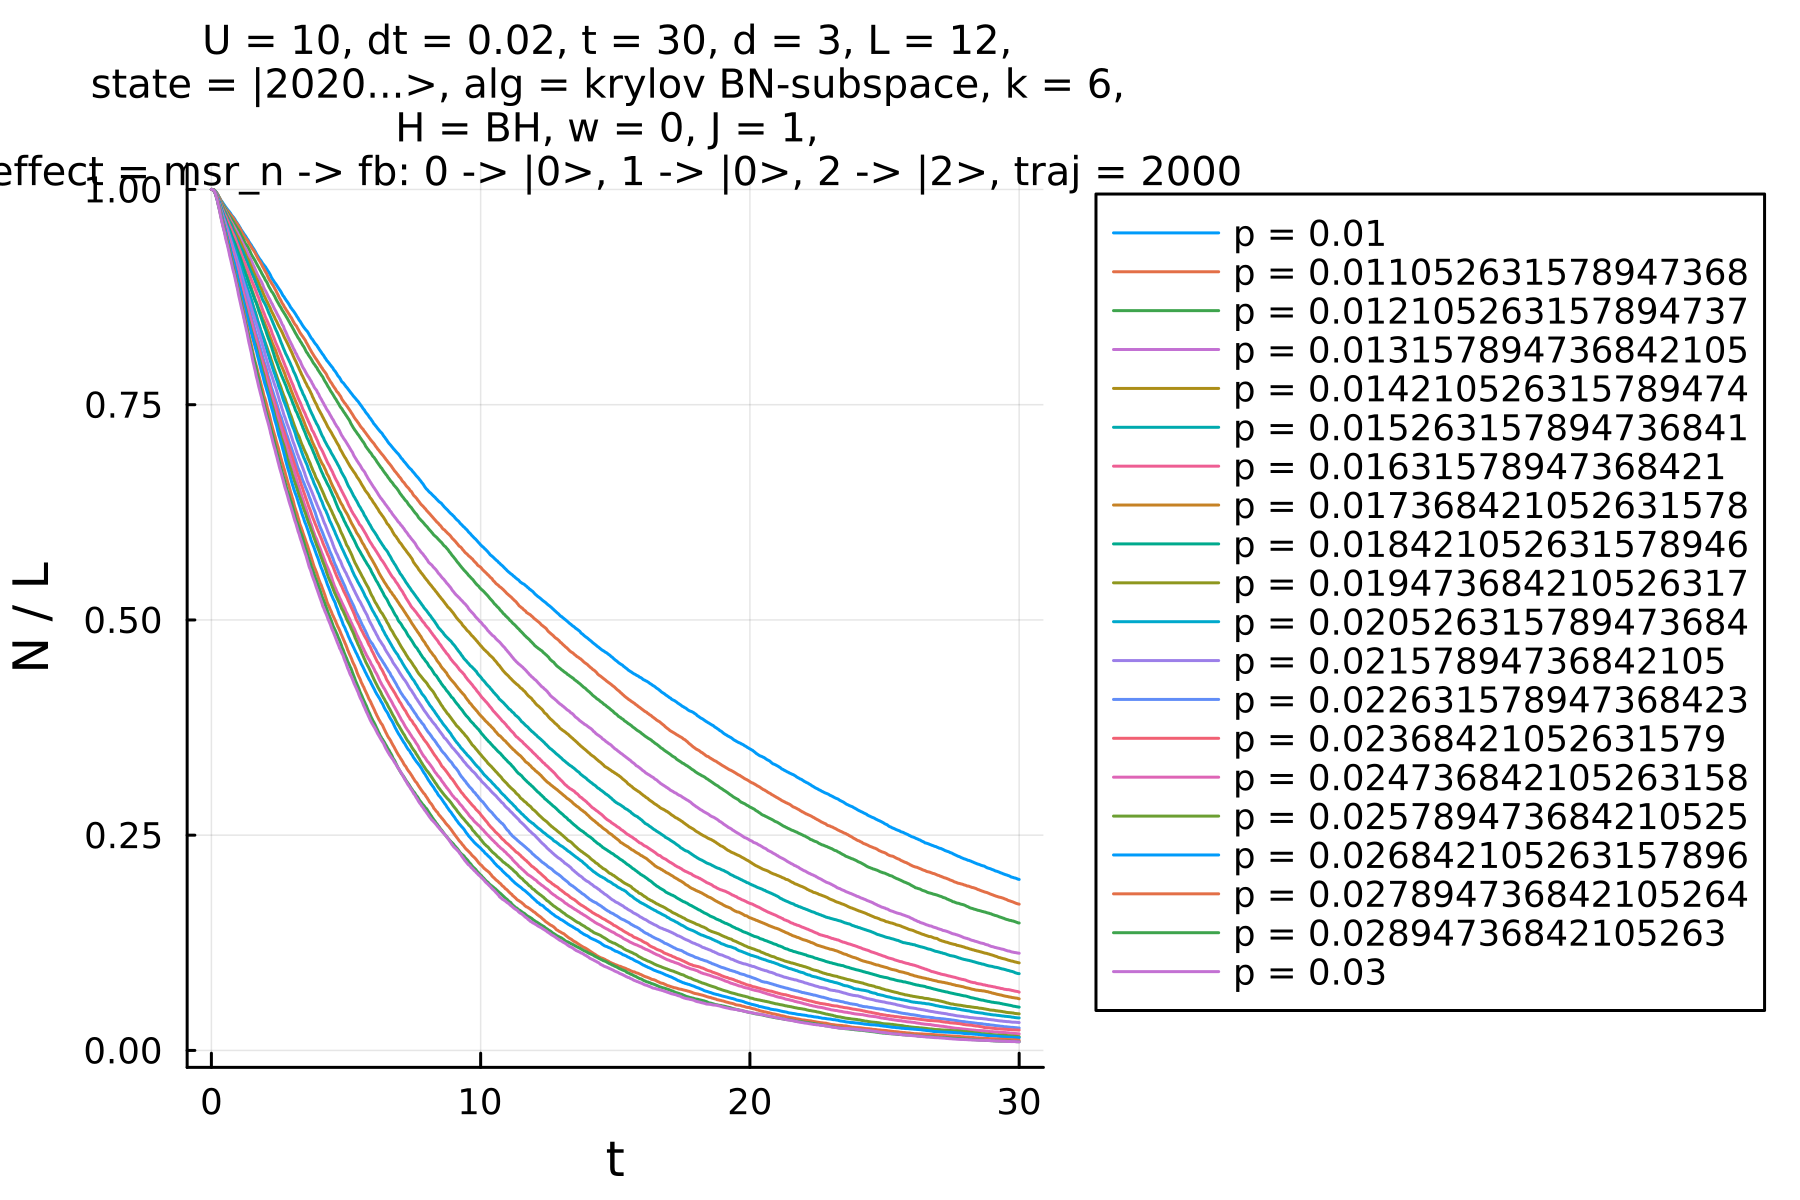 U = 10, dt = 0.02, t = 30, d = 3, L = 12,
state = |2020...>, alg = krylov BN-subspace, k = 6,
H = BH, w = 0, J = 1,
effect = msr_n -> fb: 0 -> |0>, 1 -> |0>, 2 -> |2>, traj = 2000
1.00
0.75
0.50
0.25
0.00
N / L
0
10
20
30
t
p = 0.01
p = 0.011052631578947368
p = 0.012105263157894737
p = 0.013157894736842105
p = 0.014210526315789474
p = 0.015263157894736841
p = 0.01631578947368421
p = 0.017368421052631578
p = 0.018421052631578946
p = 0.019473684210526317
p = 0.020526315789473684
p = 0.02157894736842105
p = 0.022631578947368423
p = 0.02368421052631579
p = 0.024736842105263158
p = 0.025789473684210525
p = 0.026842105263157896
p = 0.027894736842105264
p = 0.02894736842105263
p = 0.03